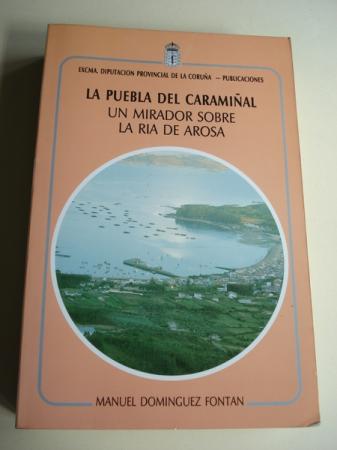 EXCMA. DIPUTACION PROVINCIAL DE LA CORUÑA — PUBLICACIONES
LA PUEBLA DEL CARAMIÑAL
UN MIRADOR SOBRE
LA RIA DE AROSA
MANUEL DOMINGUEZ FONTAN